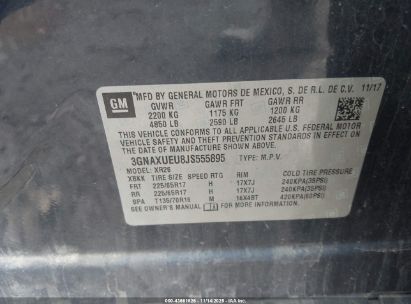 GM
MFD BY GENERAL MOTORS DE MEXICO, S. DE R.L. DE C.V. 11/17
GVWR GAWR FRT GAWR RR
2200 KG 1175 KG 1200 KG
4850 LB 2590 LB 2645 LB
THIS VEHICLE CONFORMS TO ALL APPLICABLE U.S. FEDERAL
MOTOR VEHICLE SAFETY AND THEFT PREVENTION STANDARDS
IN EFFECT ON THE DATE OF MANUFACTURE SHOWN ABOVE.
3GNAXUEU8JS555895 TYPE: M.P.V.
MODEL: XR26
XBKK TIRE SIZE SPEED RTG RIM COLD TIRE PRESSURE
FRT 225/65R17 H 17X7J 240KPA(35PSI)
RR 225/65R17 H 17X7J 240KPA(35PSI)
SPA T135/70R16 M 16X4BT 420KPA(60PSI)
SEE OWNER'S MANUAL FOR ADDITIONAL INFORMATION.
11/14/2025